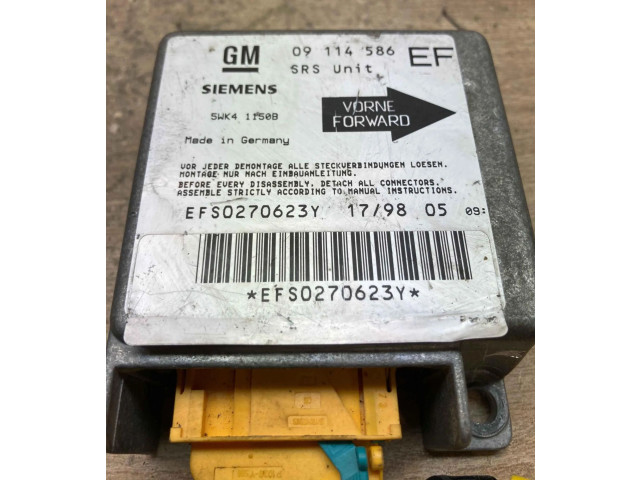 GM 09 114 586 EF
SRS Unit
SIEMENS
5WK4 1150B
VORNE
FORWARD
Made in Germany
VOR JEDER DEMONTAGE ALLE STECKVERBINDUNGEN LOESEN.
MONTAGE NUR NACH EINBAUANLEITUNG.
BEFORE EVERY DISASSEMBLY, DETACH ALL CONNECTORS.
ASSEMBLE STRICTLY ACCORDING TO MANUAL INSTRUCTIONS.
EFS0270623Y 17/98 05 09:
*EFS0270623Y*